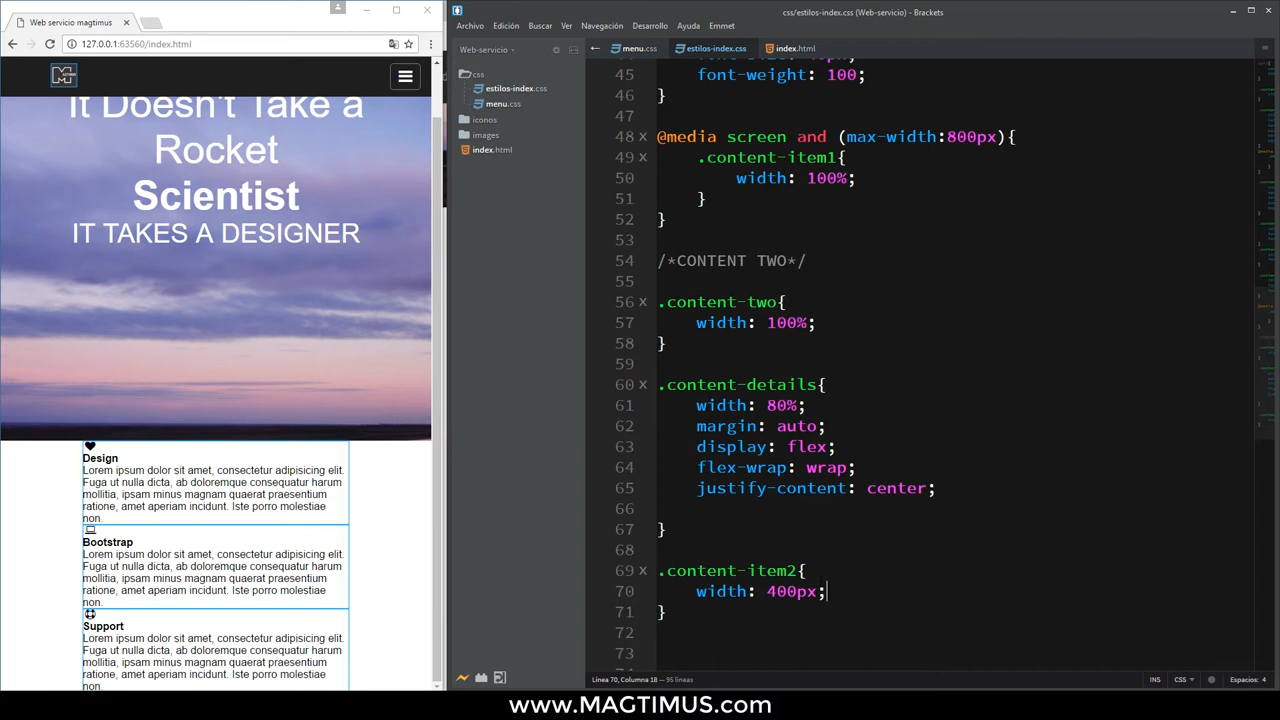 Web servicio magtimus
127.0.0.1:63560/index.html
MAGTIMUS
It Doesn't Take a
Rocket
Scientist
IT TAKES A DESIGNER
Design
Lorem ipsum dolor sit amet, consectetur adipisicing elit.
Fuga ut nulla dicta, ab doloremque consequatur harum
mollitia, ipsam minus magnam quaerat praesentium
ratione, amet aperiam incidunt. Iste porro molestiae
non.
Bootstrap
Lorem ipsum dolor sit amet, consectetur adipisicing elit.
Fuga ut nulla dicta, ab doloremque consequatur harum
mollitia, ipsam minus magnam quaerat praesentium
ratione, amet aperiam incidunt. Iste porro molestiae
non.
Support
Lorem ipsum dolor sit amet, consectetur adipisicing elit.
Fuga ut nulla dicta, ab doloremque consequatur harum
mollitia, ipsam minus magnam quaerat praesentium
ratione, amet aperiam incidunt. Iste porro molestiae
non.
css/estilos-index.css (Web-servicio) - Brackets
Archivo Edición Buscar Ver Navegación Desarrollo Ayuda Emmet
Web-servicio
css
estilos-index.css
menu.css
iconos
images
index.html
menu.css estilos-index.css index.html
45 font-weight: 100;
46 }
47
48 @media screen and (max-width:800px){
49 .content-item1{
50 width: 100%;
51 }
52 }
53
54 /*CONTENT TWO*/
55
56 .content-two{
57 width: 100%;
58 }
59
60 .content-details{
61 width: 80%;
62 margin: auto;
63 display: flex;
64 flex-wrap: wrap;
65 justify-content: center;
66
67 }
68
69 .content-item2{
70 width: 400px;
71 }
72
73
Línea 70, Columna 18 — 95 líneas
INS CSS Espacios: 4
www.MAGTIMUS.com